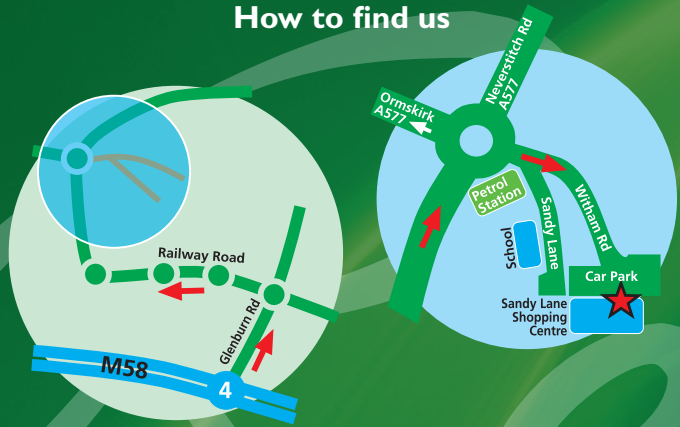 How to find us
Railway Road
Glenburn Rd
M58
4
Ormskirk
A577
Neverstitch Rd
A577
Petrol
Station
School
Sandy Lane
Witham Rd
Car Park
Sandy Lane
Shopping
Centre